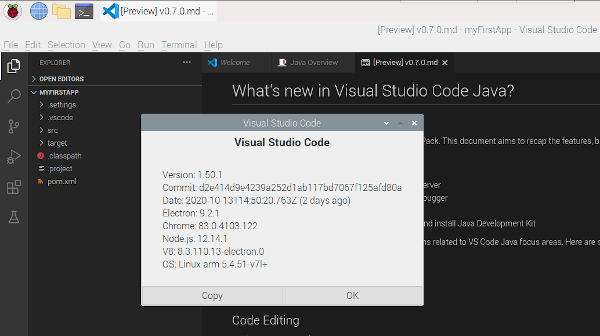 [Preview] v0.7.0.md - ...
[Preview] v0.7.0.md - myFirstApp - Visual Studio Code
File Edit Selection View Go Run Terminal Help
EXPLORER
Welcome
Java Overview
[Preview] v0.7.0.md
OPEN EDITORS
MYFIRSTAPP
.settings
.vscode
src
target
.classpath
.project
pom.xml
What's new in Visual Studio Code Java?
Pack. This document aims to recap the features, b
erver
bugger
nd install Java Development Kit
ns related to VS Code Java focus areas. Here are s
Visual Studio Code
Visual Studio Code
Version: 1.50.1
Commit: d2e414d9e4239a252d1ab117bd7067f125afd80a
Date: 2020-10-13T14:50:20.763Z (2 days ago)
Electron: 9.2.1
Chrome: 83.0.4103.122
Node.js: 12.14.1
V8: 8.3.110.13-electron.0
OS: Linux arm 5.4.51-v7l+
Copy
OK
Code Editing